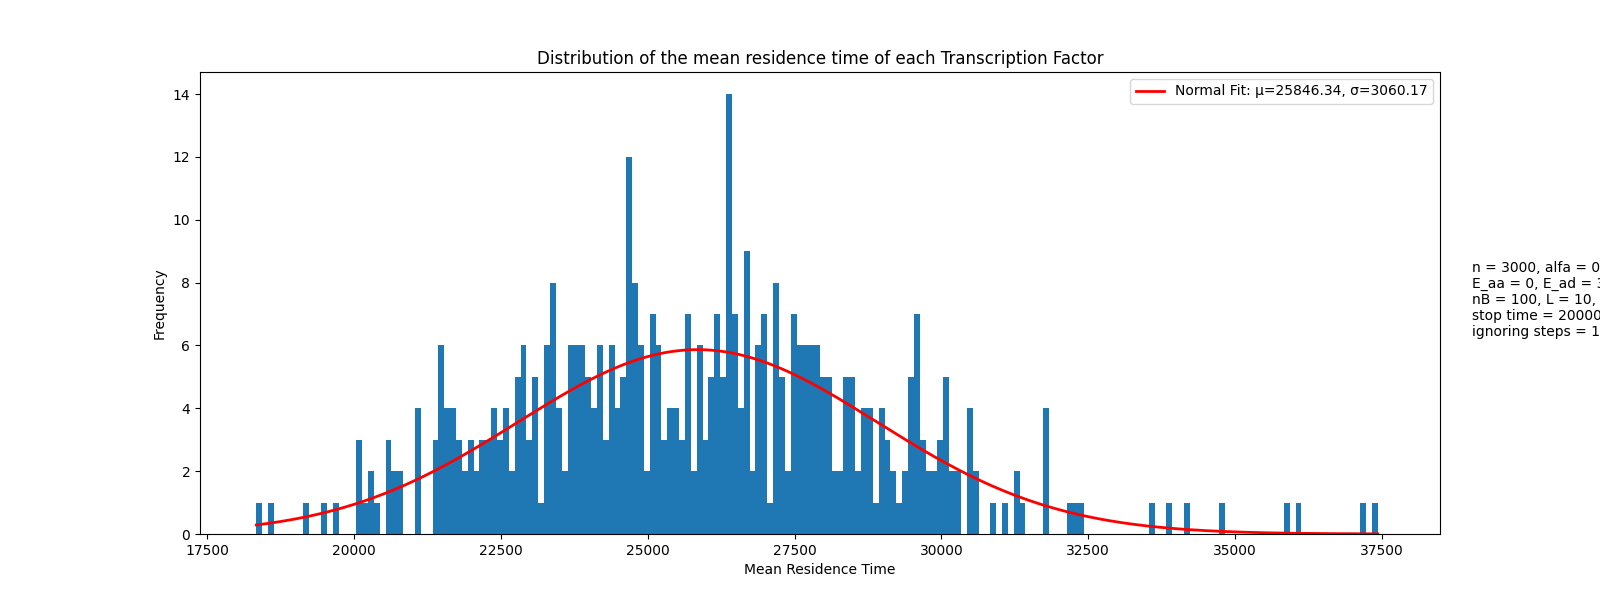 Distribution of the mean residence time of each Transcription Factor
Normal Fit: μ=25846.34, σ=3060.17
Frequency
14
12
10
8
6
4
2
0
17500 20000 22500 25000 27500 30000 32500 35000 37500
Mean Residence Time
n = 3000, alfa = 0
E_aa = 0, E_ad = 3
nB = 100, L = 10,
stop time = 20000
ignoring steps = 1